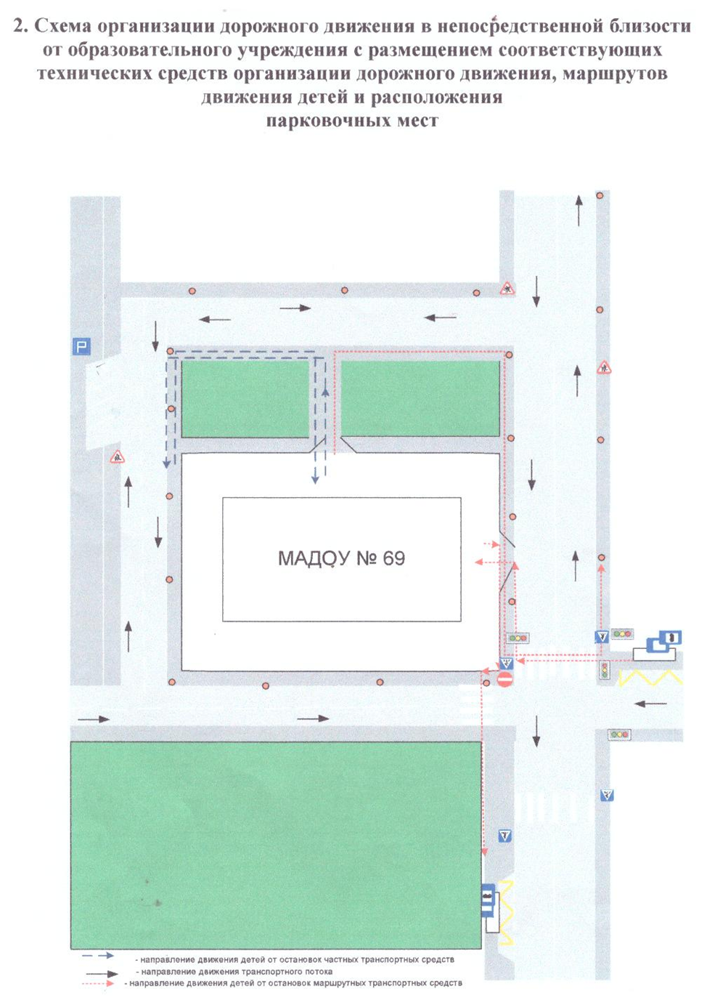 2. Схема организации дорожного движения в непосредственной близости
от образовательного учреждения с размещением соответствующих
технических средств организации дорожного движения, маршрутов
движения детей и расположения
парковочных мест
P
МАДОУ № 69
- направление движения детей от остановок частных транспортных средств
- направление движения транспортного потока
- направление движения детей от остановок маршрутных транспортных средств